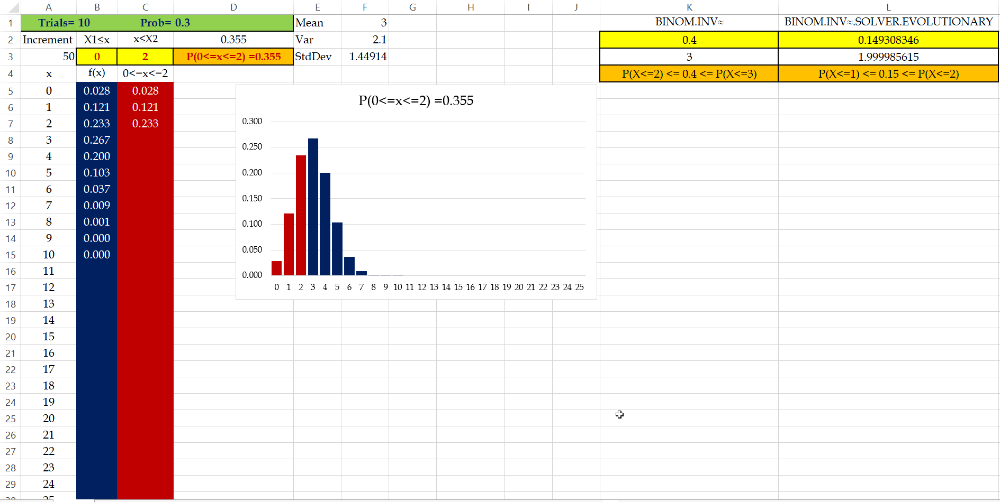 A B C D E F G H I J K L
1 Trials= 10 Prob= 0.3 Mean 3 BINOM.INV≈ BINOM.INV≈.SOLVER.EVOLUTIONARY
2 Increment X1≤x x≤X2 0.355 Var 2.1 0.4 0.149308346
3 50 0 2 P(0<=x<=2) =0.355 StdDev 1.44914 3 1.999985615
4 x f(x) 0<=x<=2 P(X<=2) <= 0.4 <= P(X<=3) P(X<=1) <= 0.15 <= P(X<=2)
5 0 0.028 0.028
6 1 0.121 0.121
7 2 0.233 0.233
8 3 0.267
9 4 0.200
10 5 0.103
11 6 0.037
12 7 0.009
13 8 0.001
14 9 0.000
15 10 0.000
16 11
17 12
18 13
19 14
20 15
21 16
22 17
23 18
24 19
25 20
26 21
27 22
28 23
29 24
30 25
P(0<=x<=2) =0.355
0.300
0.250
0.200
0.150
0.100
0.050
0.000
0 1 2 3 4 5 6 7 8 9 10 11 12 13 14 15 16 17 18 19 20 21 22 23 24 25